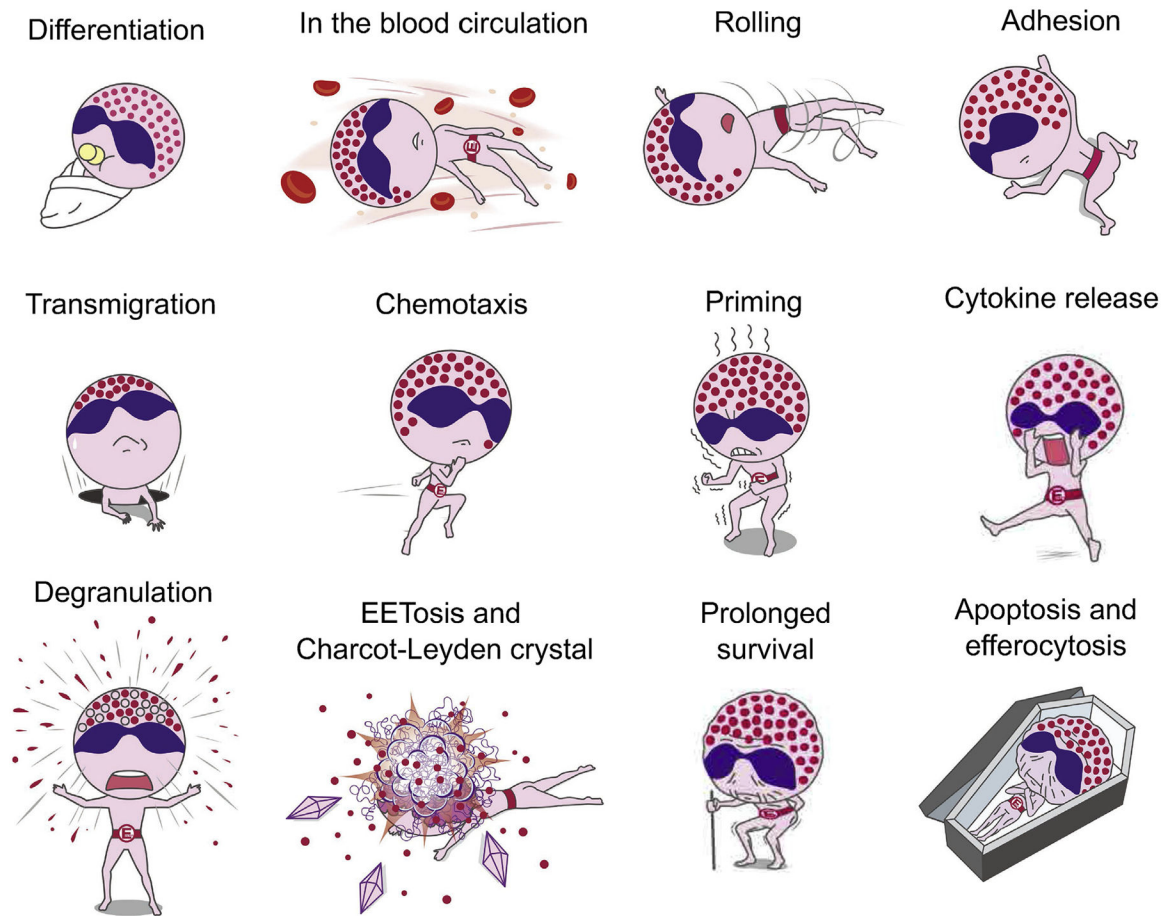 Differentiation
In the blood circulation
Rolling
Adhesion
E
Transmigration
Chemotaxis
Priming
Cytokine release
E
E
E
Degranulation
EETosis and
Charcot-Leyden crystal
Prolonged
survival
Apoptosis and
efferocytosis
E
E
E